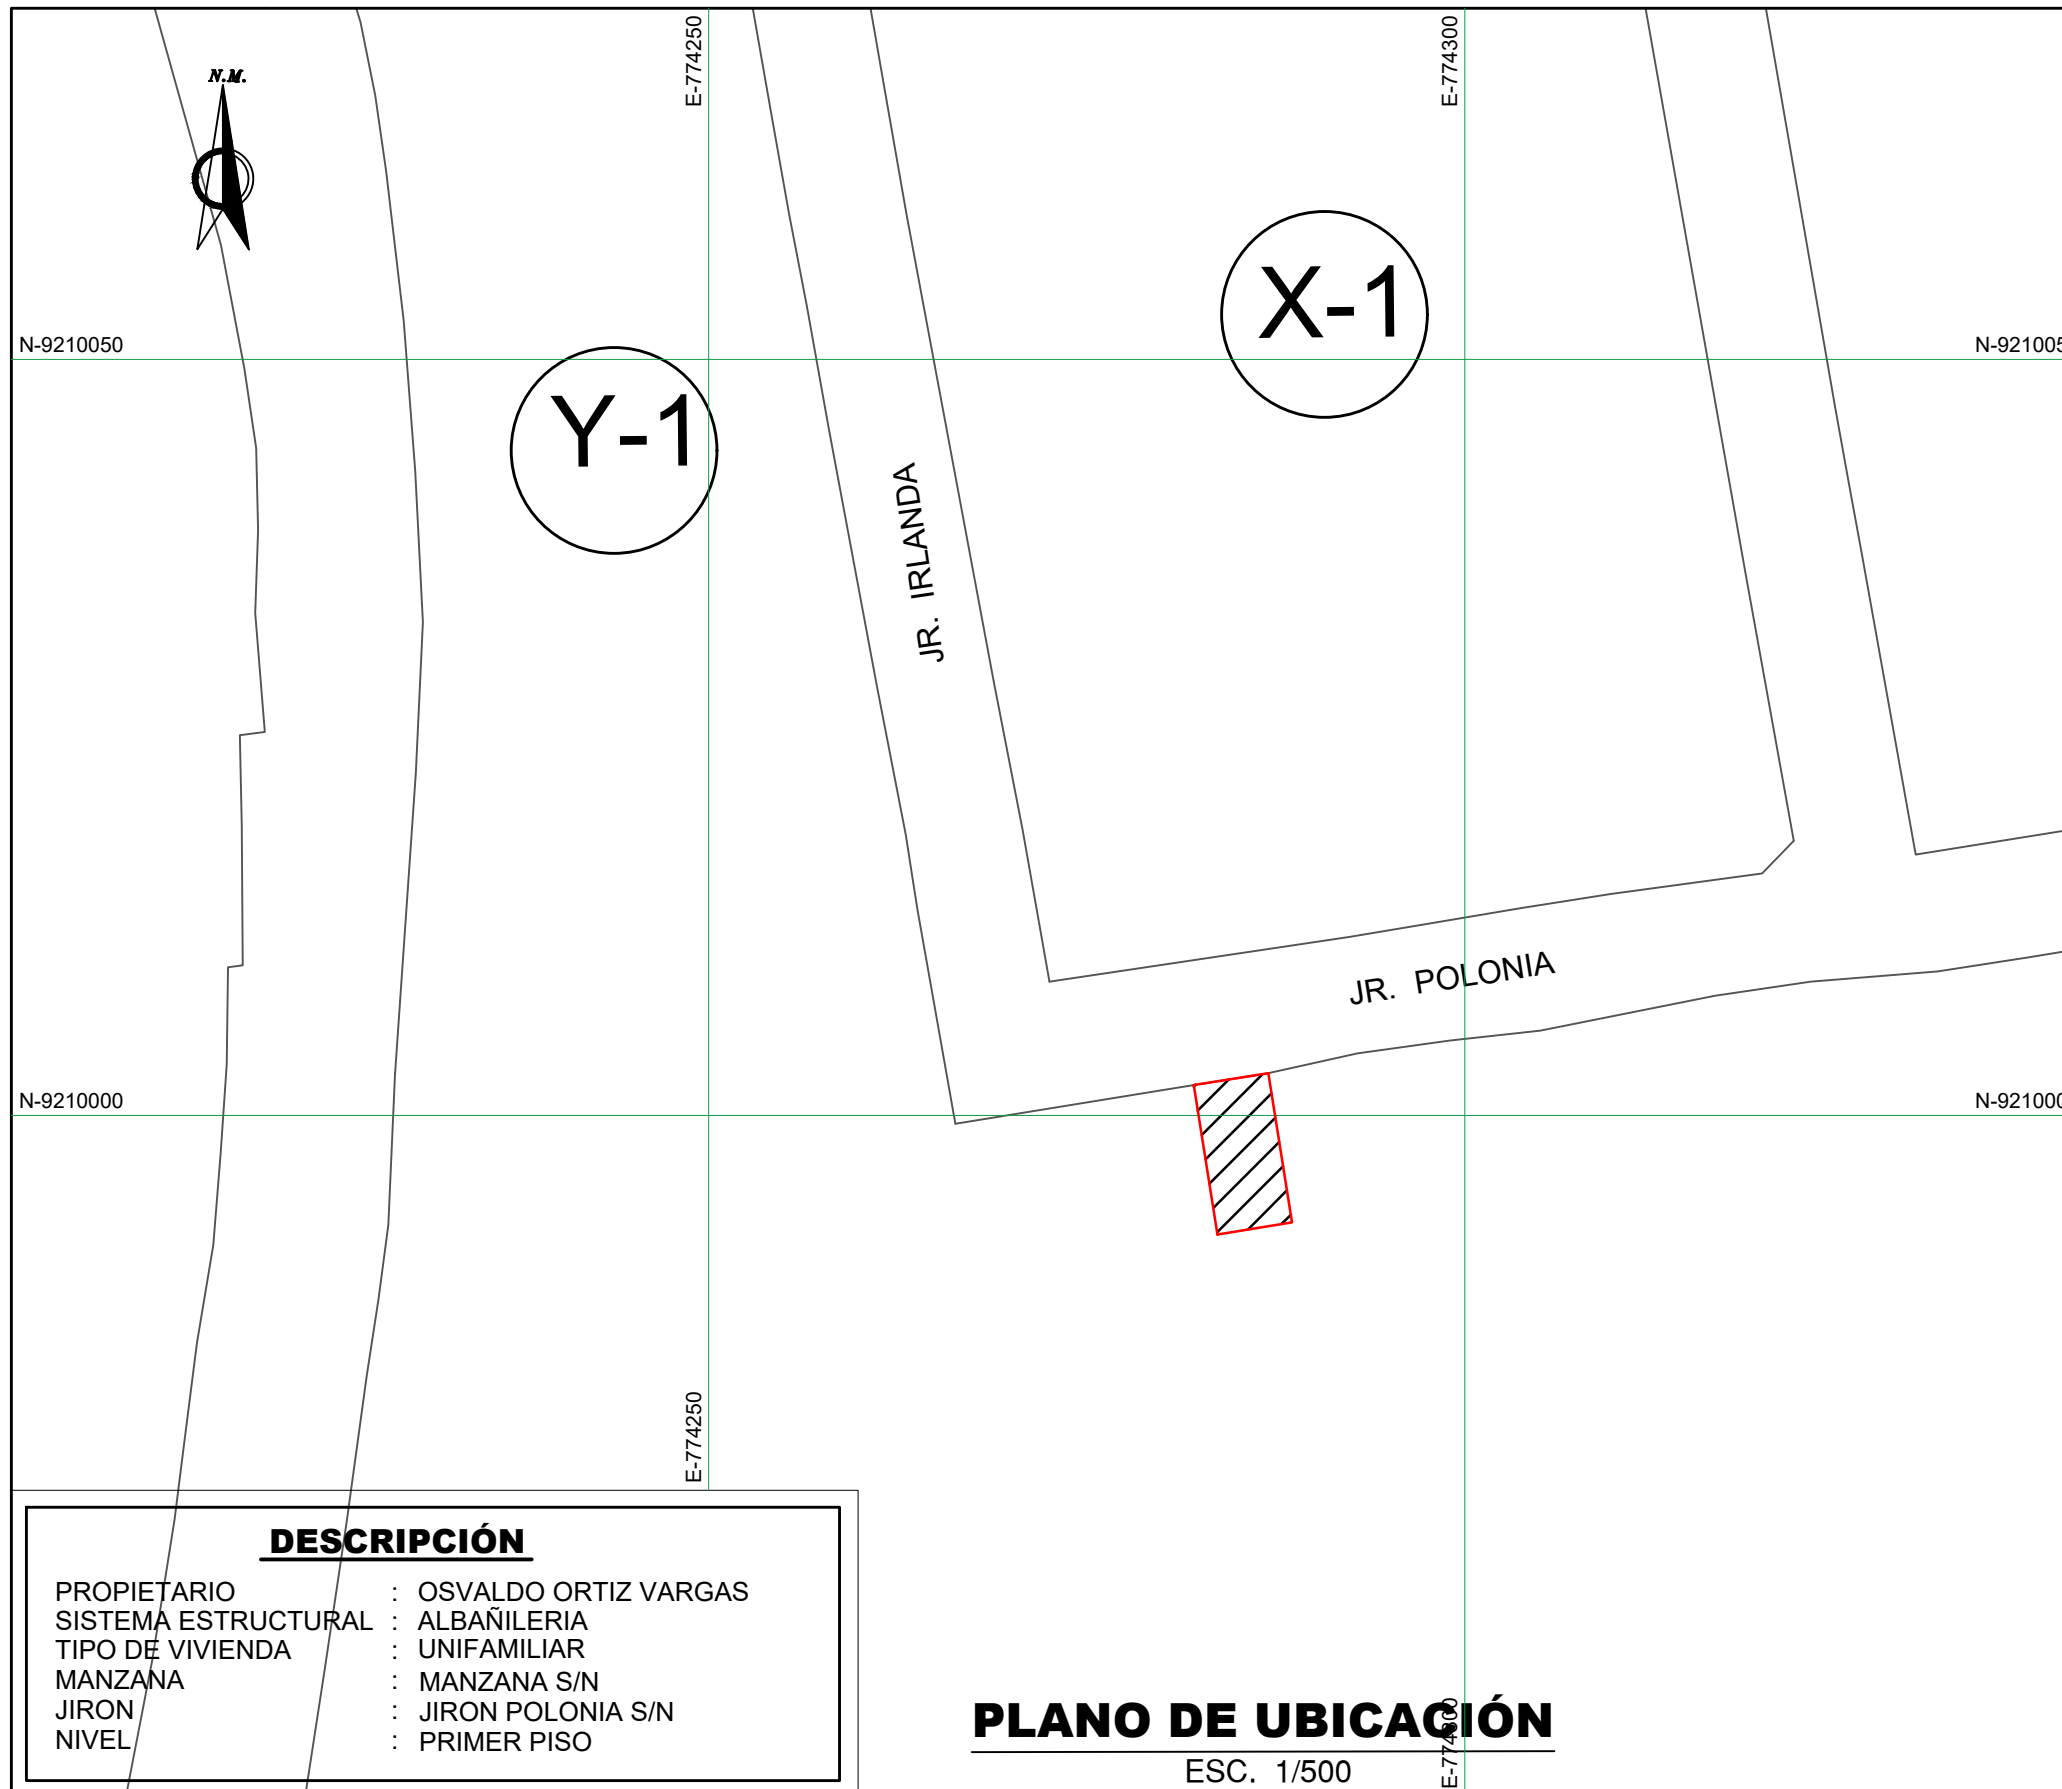 E-774250
E-774300
N.M.
X-1
N-9210050
N-921005
Y-1
JR. IRLANDA
JR. POLONIA
N-9210000
N-921000
E-774250
DESCRIPCIÓN
PROPIETARIO : OSVALDO ORTIZ VARGAS
SISTEMA ESTRUCTURAL : ALBAÑILERIA
TIPO DE VIVIENDA : UNIFAMILIAR
MANZANA : MANZANA S/N
JIRON : JIRON POLONIA S/N
NIVEL : PRIMER PISO
PLANO DE UBICACIÓN
E-774300
ESC. 1/500